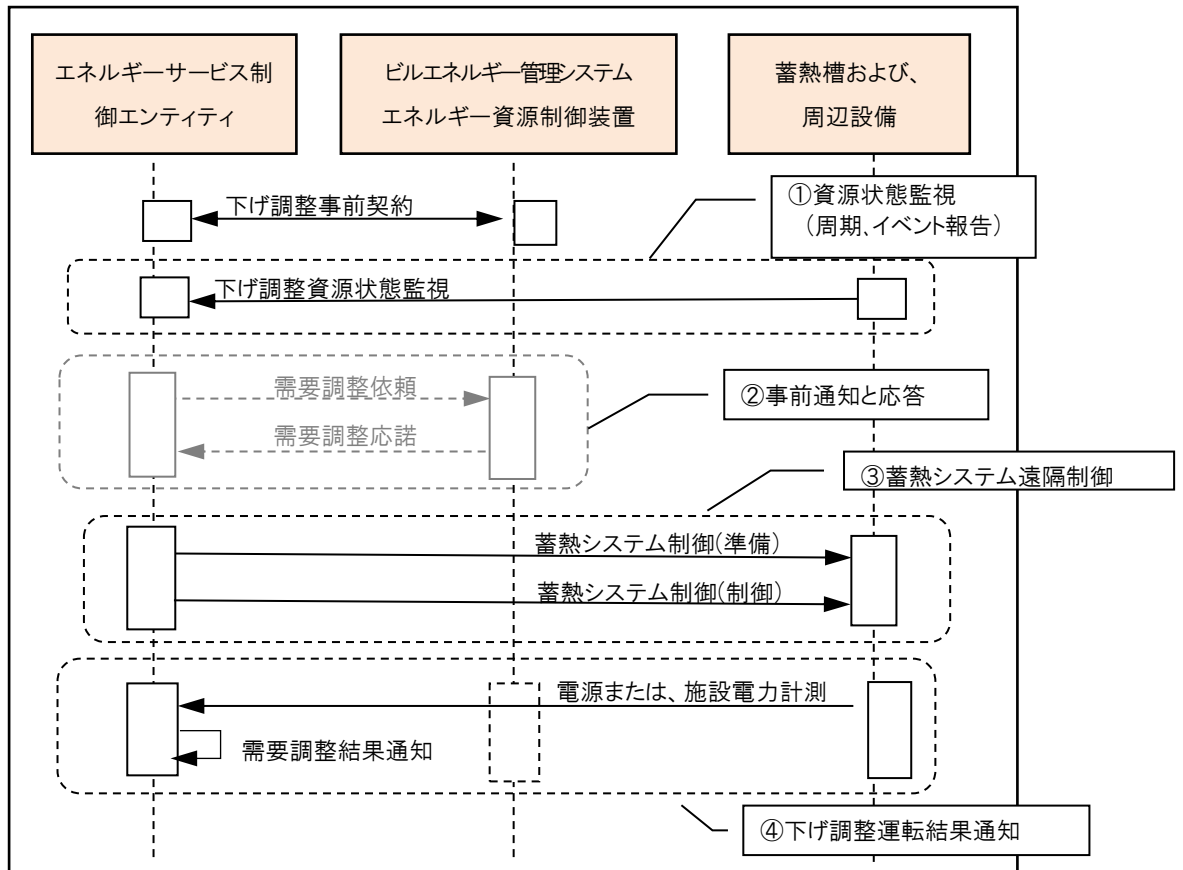 エネルギーサービス制
御エンティティ
ビルエネルギー管理システム
エネルギー資源制御装置
蓄熱槽および、
周辺設備
下げ調整事前契約
①資源状態監視
（周期、イベント報告）
下げ調整資源状態監視
需要調整依頼
需要調整応諾
②事前通知と応答
③蓄熱システム遠隔制御
蓄熱システム制御(準備)
蓄熱システム制御(制御)
電源または、施設電力計測
需要調整結果通知
④下げ調整運転結果通知